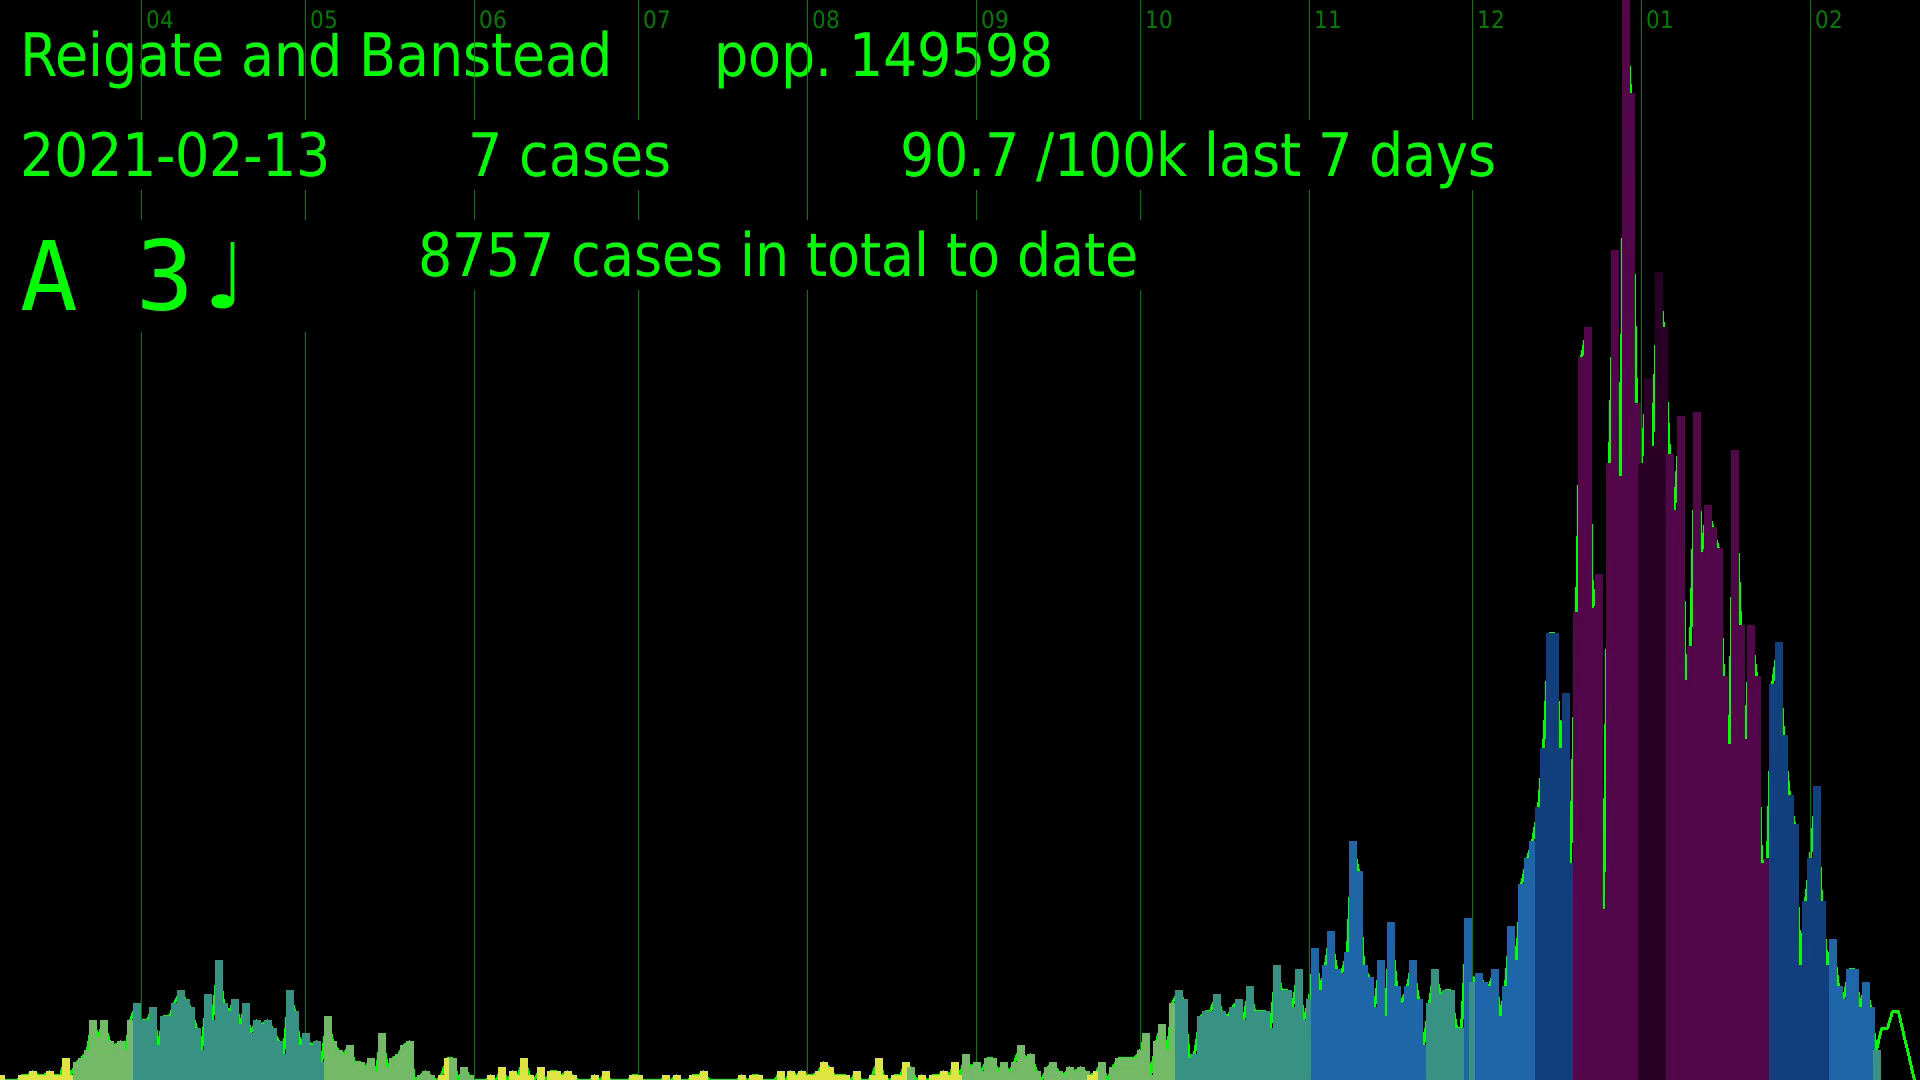 04 05 06 07 08 09 10 11 12 01 02
Reigate and Banstead pop. 149598
2021-02-13 7 cases 90.7 /100k last 7 days
A 3♩ 8757 cases in total to date